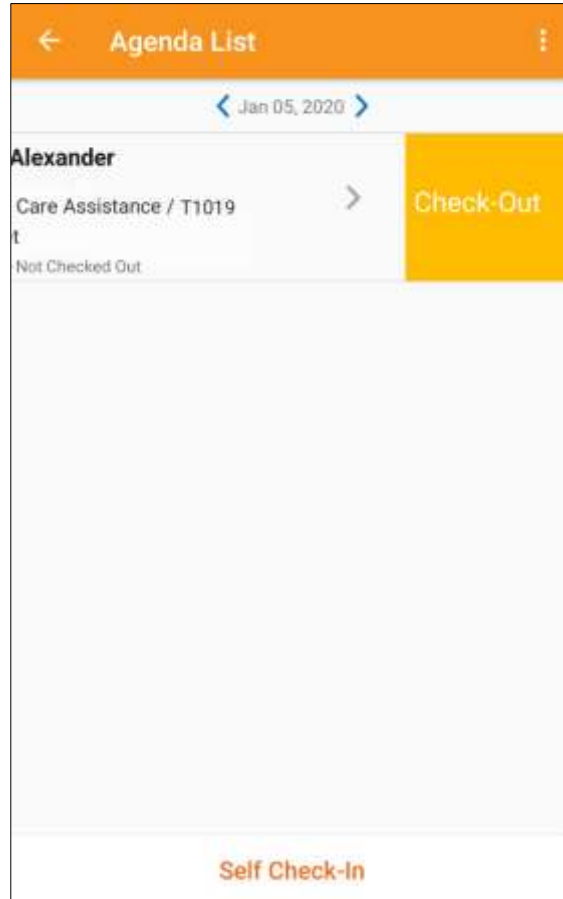 Agenda List
Jan 05, 2020
Alexander
Care Assistance / T1019
t
Not Checked Out
Check-Out
Self Check-In